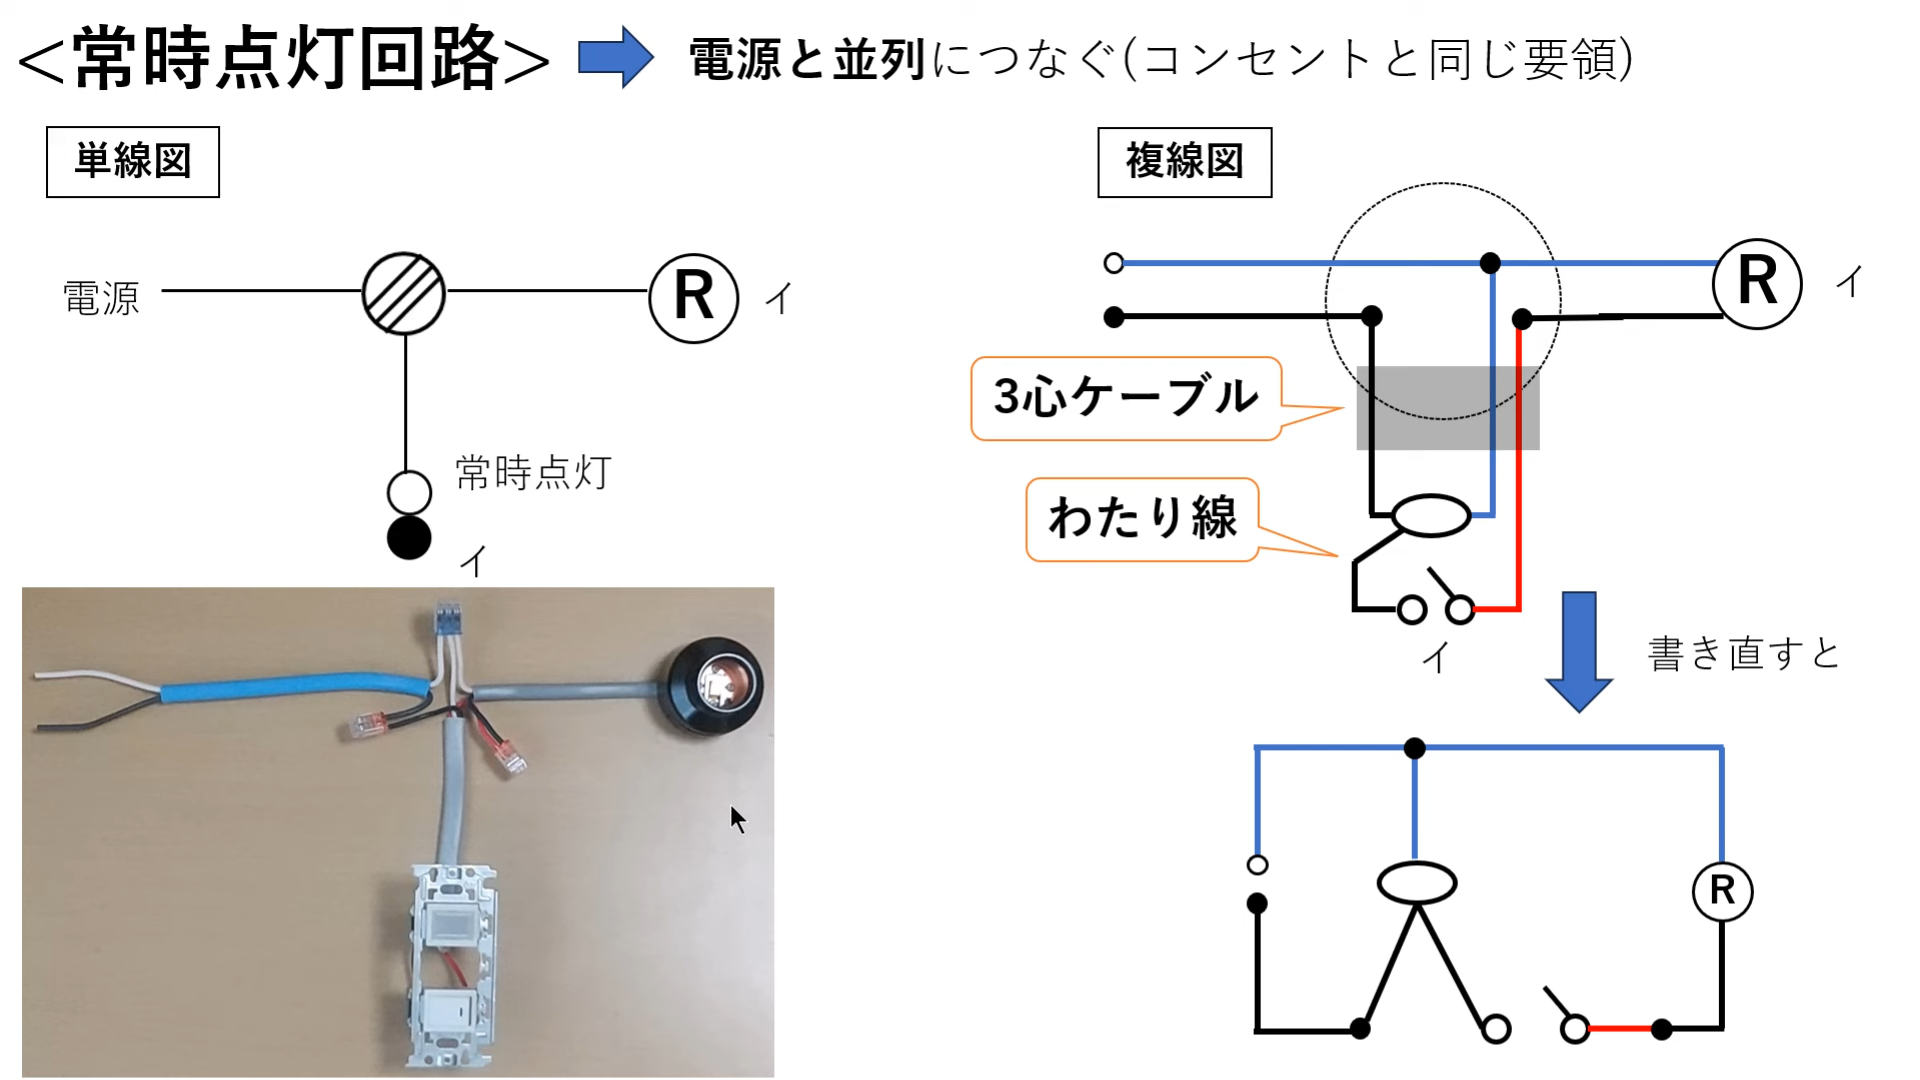 <常時点灯回路>
電源と並列につなぐ(コンセントと同じ要領)
単線図
電源
R
イ
常時点灯
イ
複線図
R
イ
3心ケーブル
わたり線
イ
書き直すと
R